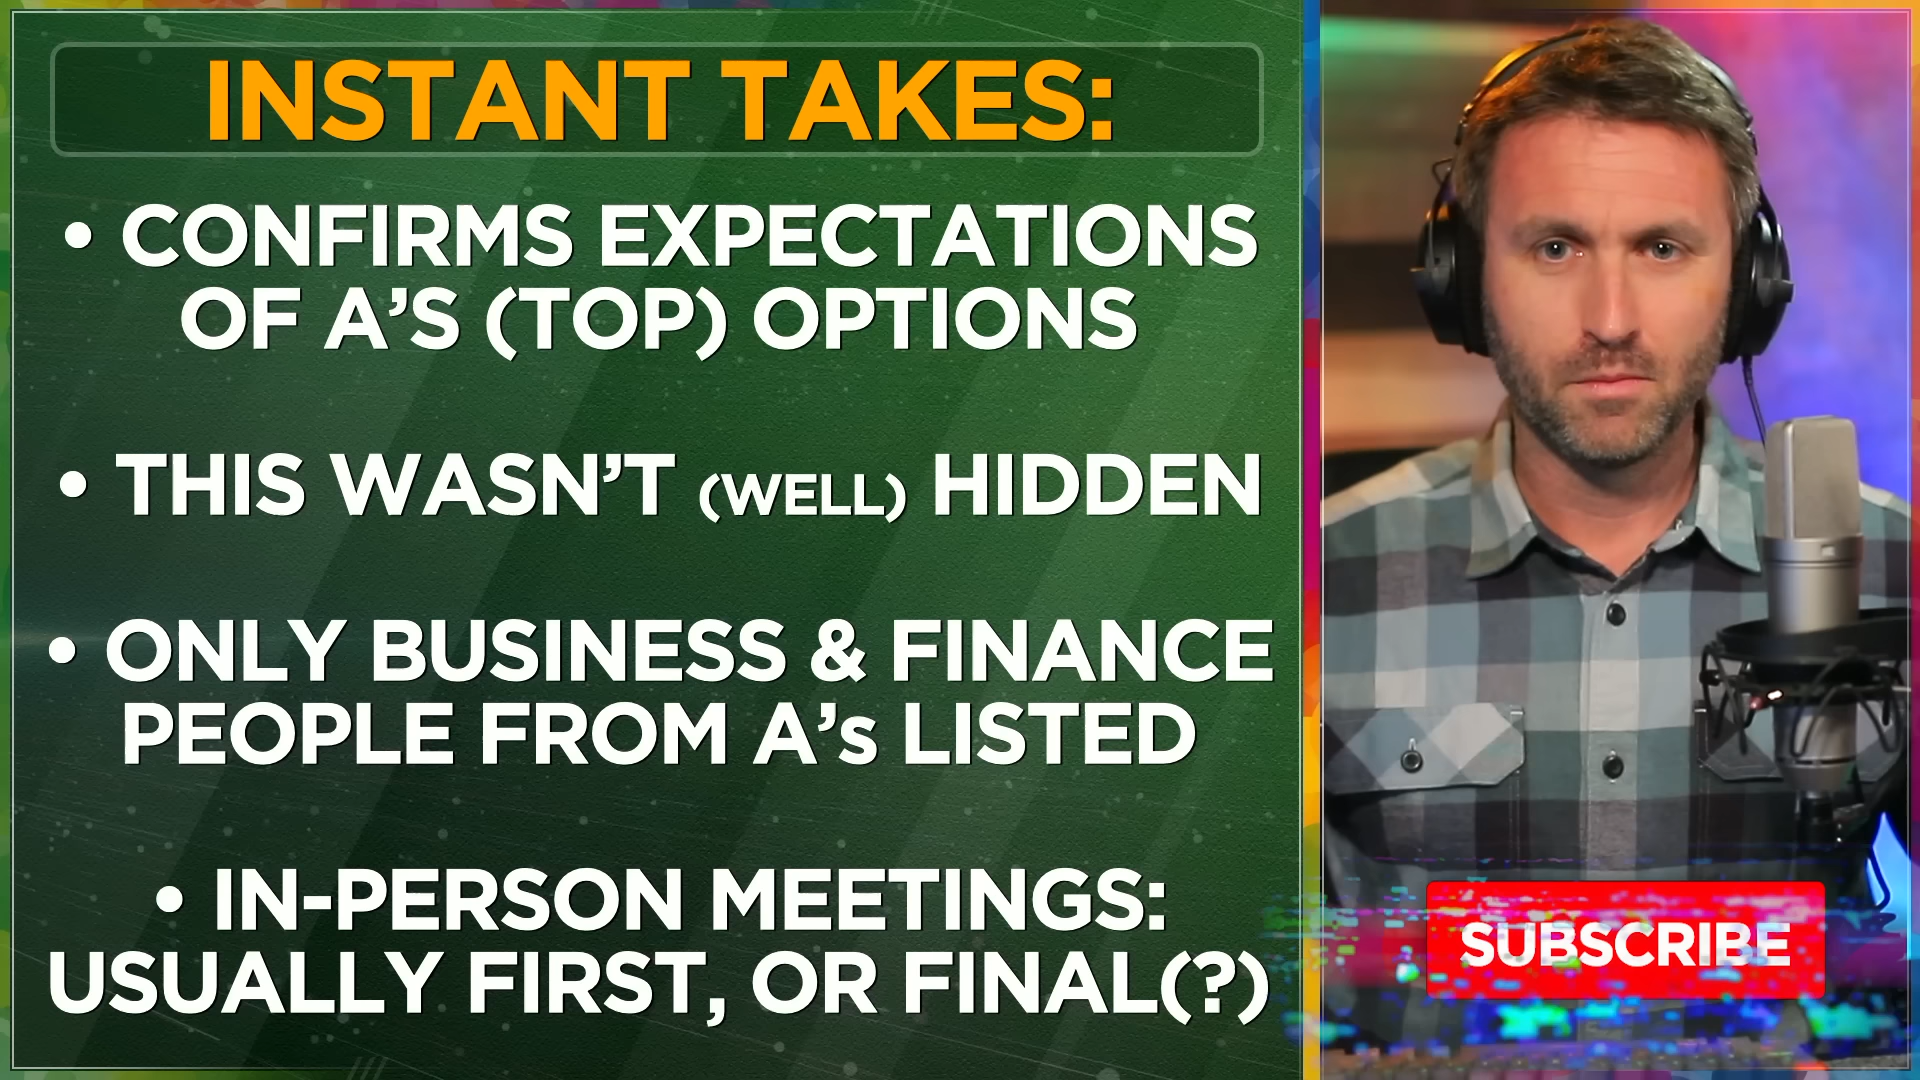 INSTANT TAKES:
• CONFIRMS EXPECTATIONS
OF A’S (TOP) OPTIONS
• THIS WASN’T (WELL) HIDDEN
• ONLY BUSINESS & FINANCE
PEOPLE FROM A’s LISTED
• IN-PERSON MEETINGS:
USUALLY FIRST, OR FINAL(?)
SUBSCRIBE